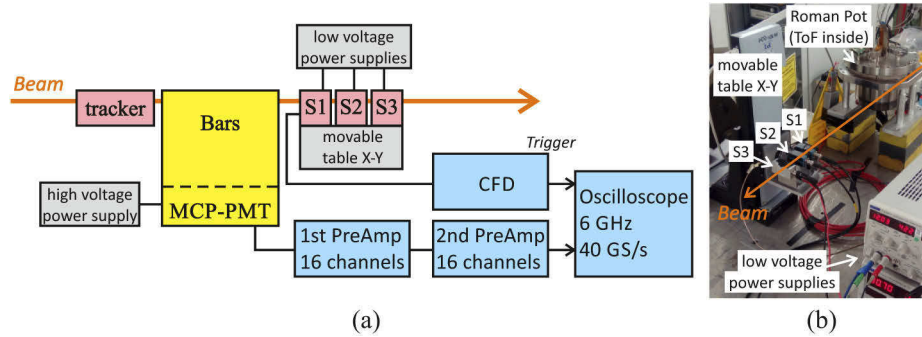 low voltage
power supplies
Beam
tracker
Bars
S1
S2
S3
movable
table X-Y
Trigger
high voltage
power supply
MCP-PMT
CFD
1st PreAmp
16 channels
2nd PreAmp
16 channels
Oscilloscope
6 GHz
40 GS/s
(a)
Roman Pot
(ToF inside)
movable
table X-Y
S1
S2
S3
Beam
low voltage
power supplies
(b)